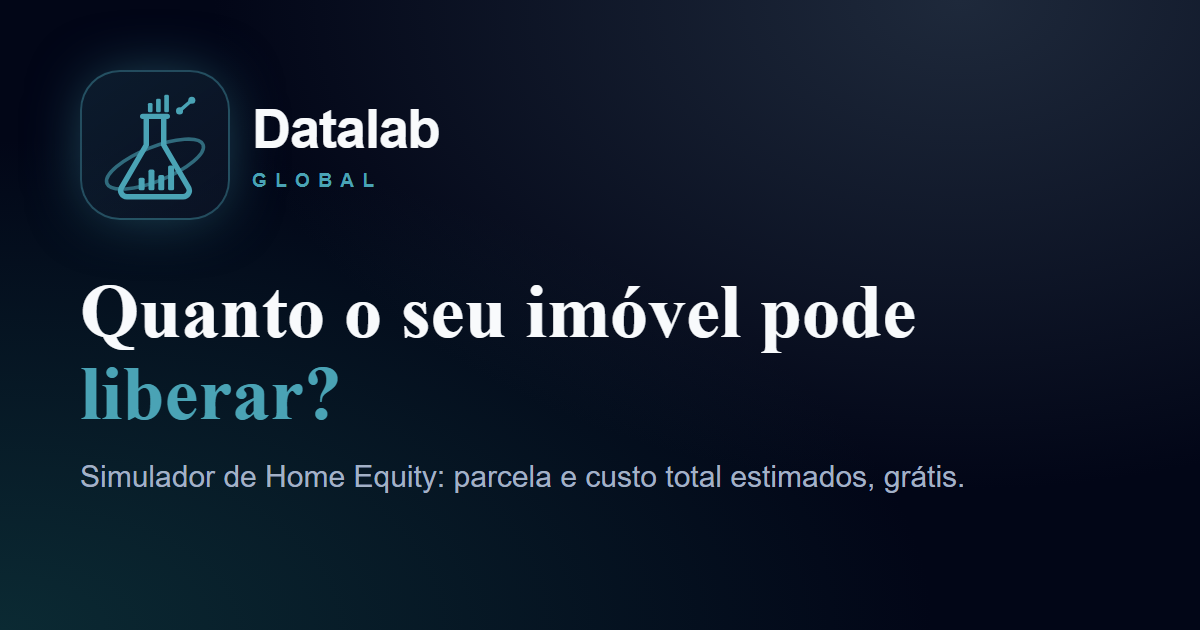 Datalab
GLOBAL
Quanto o seu imóvel pode
liberar?
Simulador de Home Equity: parcela e custo total estimados, grátis.